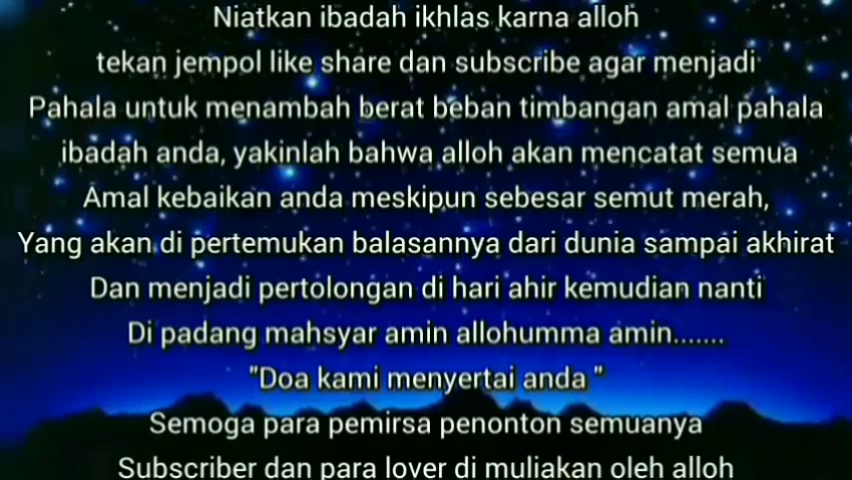 Niatkan ibadah ikhlas karna alloh
tekan jempol like share dan subscribe agar menjadi
Pahala untuk menambah berat beban timbangan amal pahala
ibadah anda, yakinlah bahwa alloh akan mencatat semua
Amal kebaikan anda meskipun sebesar semut merah,
Yang akan di pertemukan balasannya dari dunia sampai akhirat
Dan menjadi pertolongan di hari ahir kemudian nanti
Di padang mahsyar amin allohumma amin.......
"Doa kami menyertai anda "
Semoga para pemirsa penonton semuanya
Subscriber dan para lover di muliakan oleh alloh